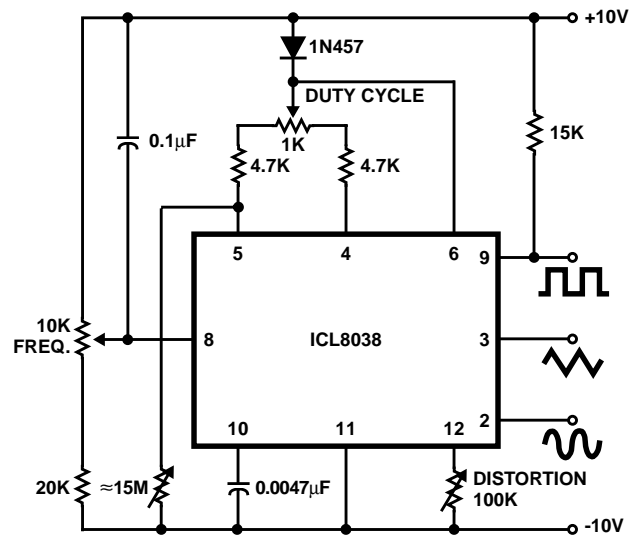 +10V
1N457
DUTY CYCLE
0.1μF
1K
15K
4.7K
4.7K
5
4
6
9
10K
FREQ.
8
ICL8038
3
2
10
11
12
20K
≈15M
0.0047μF
DISTORTION
100K
-10V